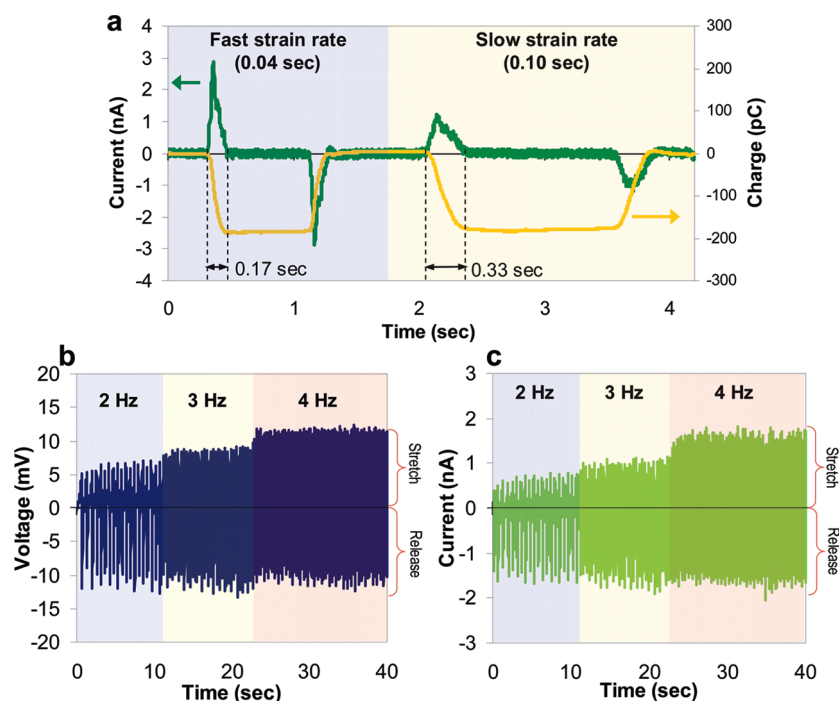 a
Fast strain rate
(0.04 sec)
Slow strain rate
(0.10 sec)
Current (nA)
4
3
2
1
0
-1
-2
-3
-4
Charge (pC)
300
200
100
0
-100
-200
-300
0.17 sec
0.33 sec
0 1 2 3 4
Time (sec)
b
Voltage (mV)
20
15
10
5
0
-5
-10
-15
-20
2 Hz 3 Hz 4 Hz
Stretch
Release
0 10 20 30 40
Time (sec)
c
Current (nA)
3
2
1
0
-1
-2
-3
2 Hz 3 Hz 4 Hz
Stretch
Release
0 10 20 30 40
Time (sec)